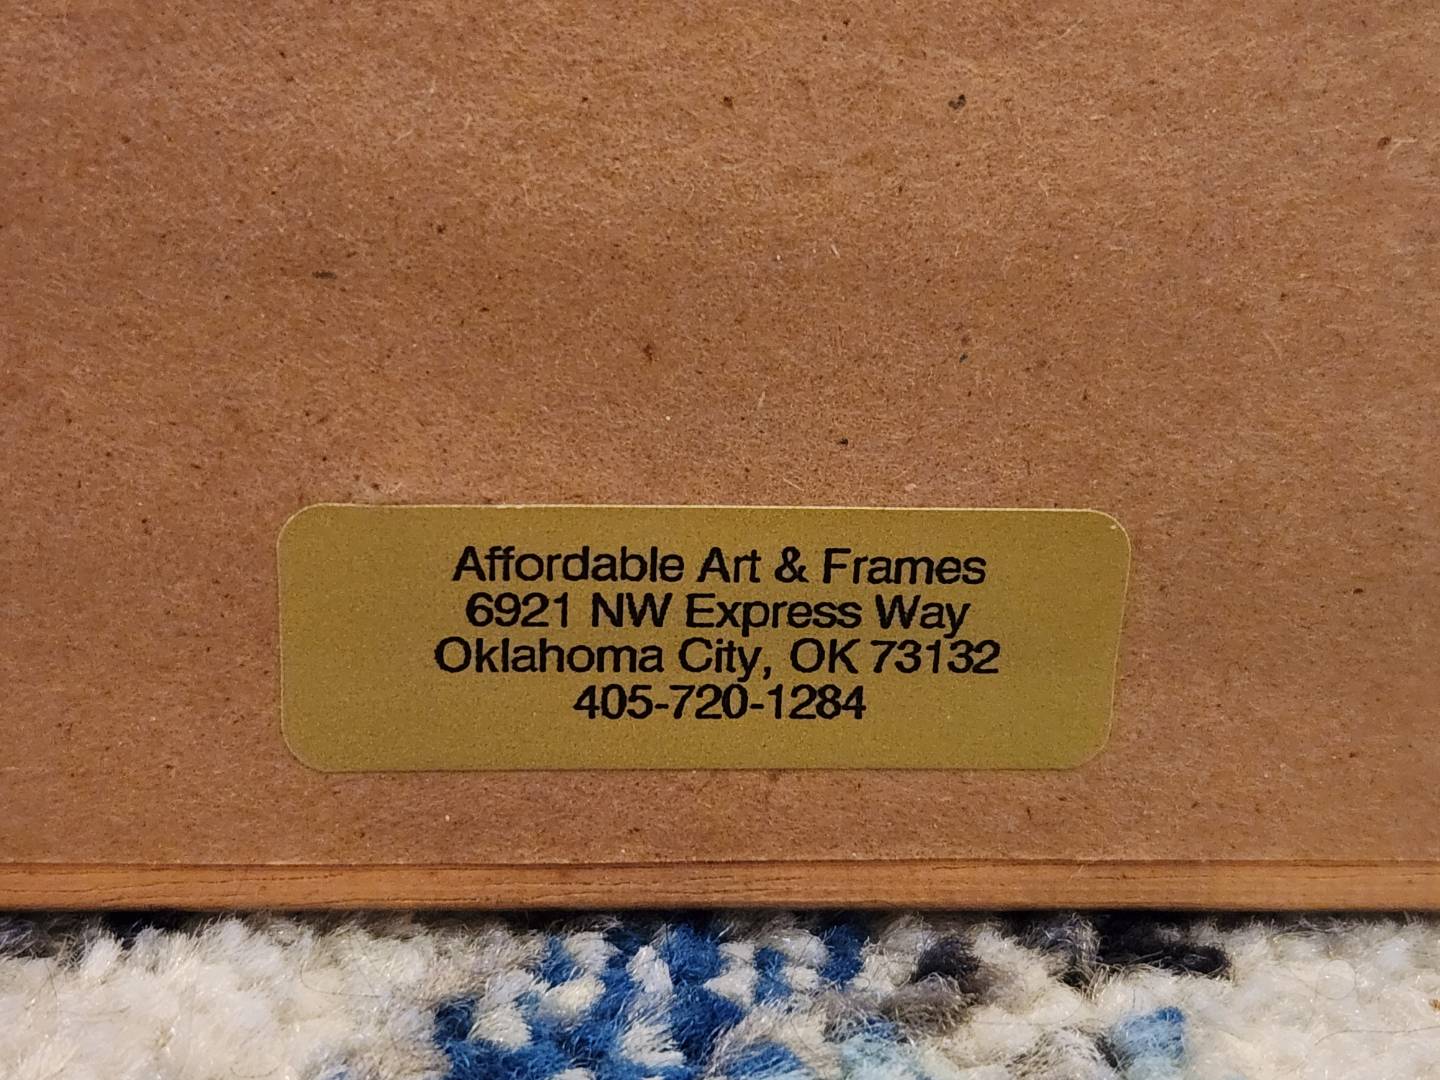 Affordable Art & Frames
6921 NW Express Way
Oklahoma City, OK 73132
405-720-1284